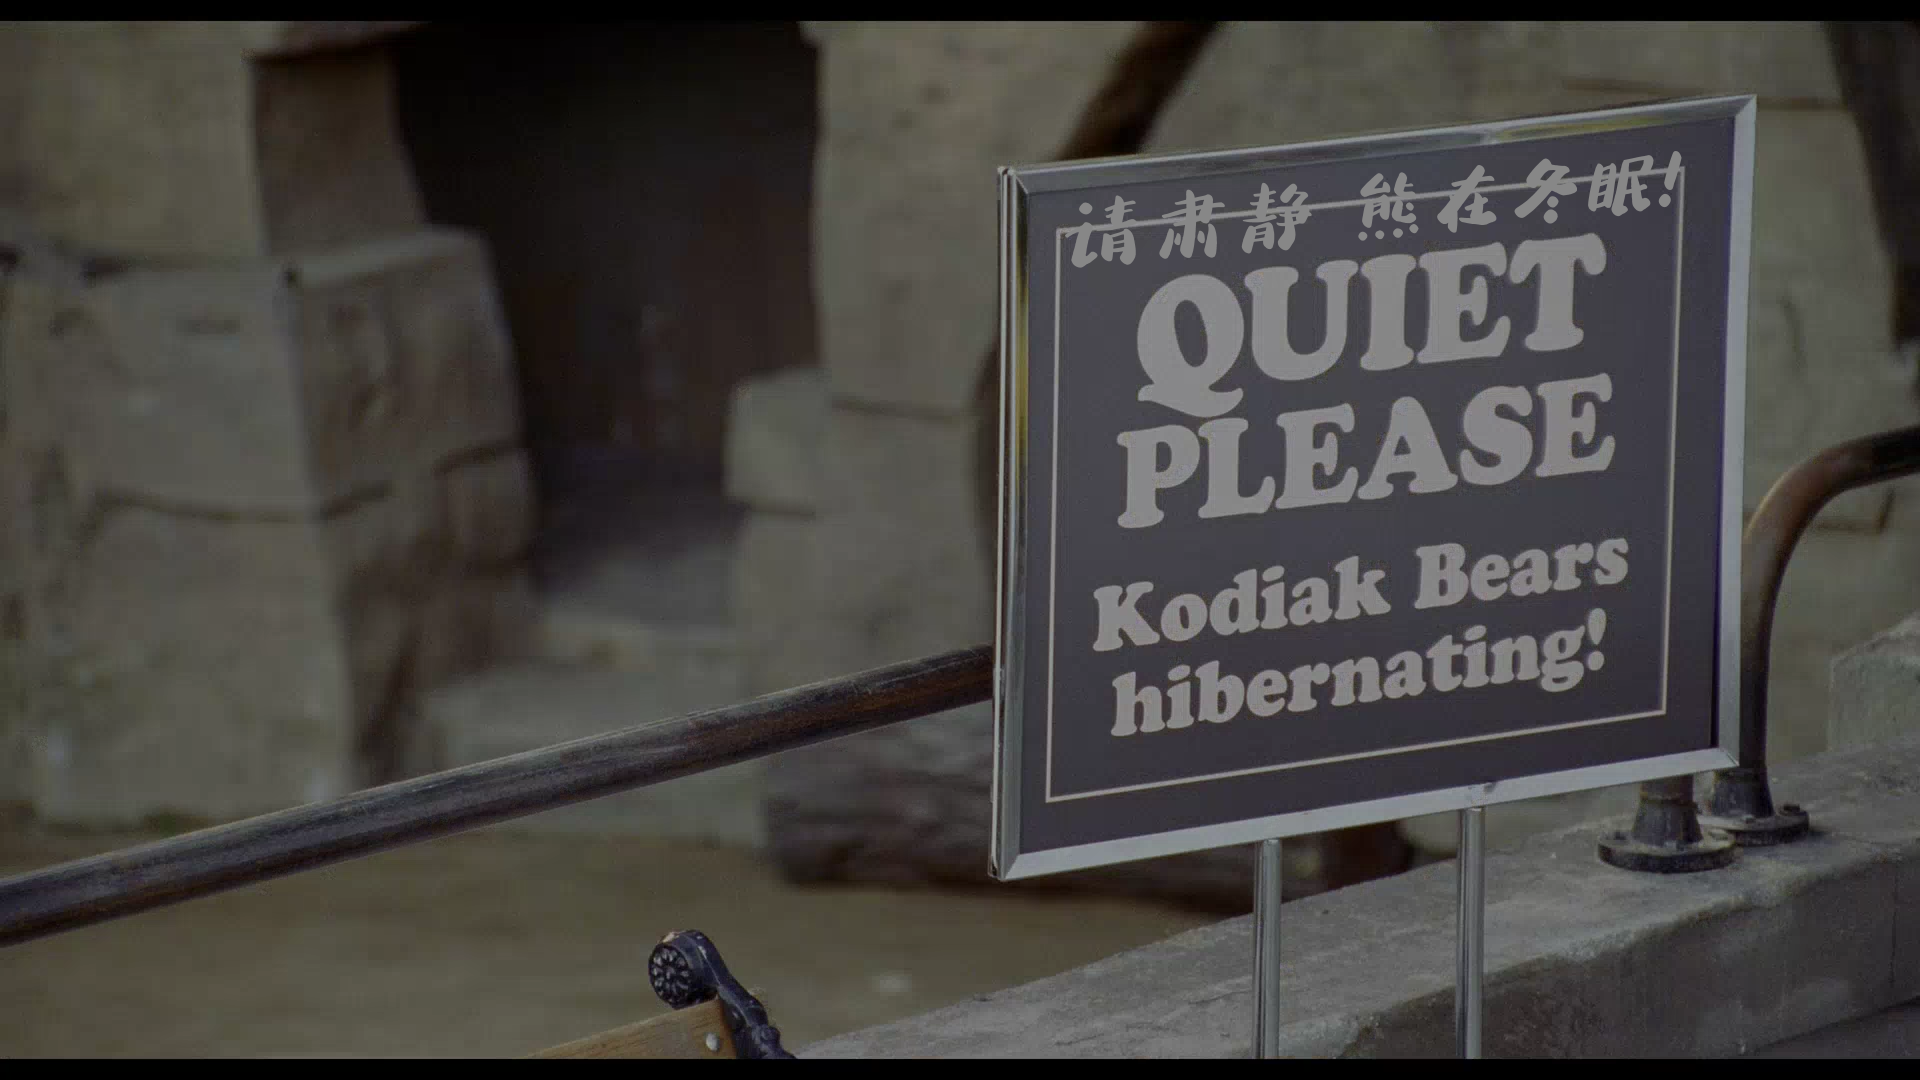 请肃静 熊在冬眠!
QUIET
PLEASE
Kodiak Bears
hibernating!